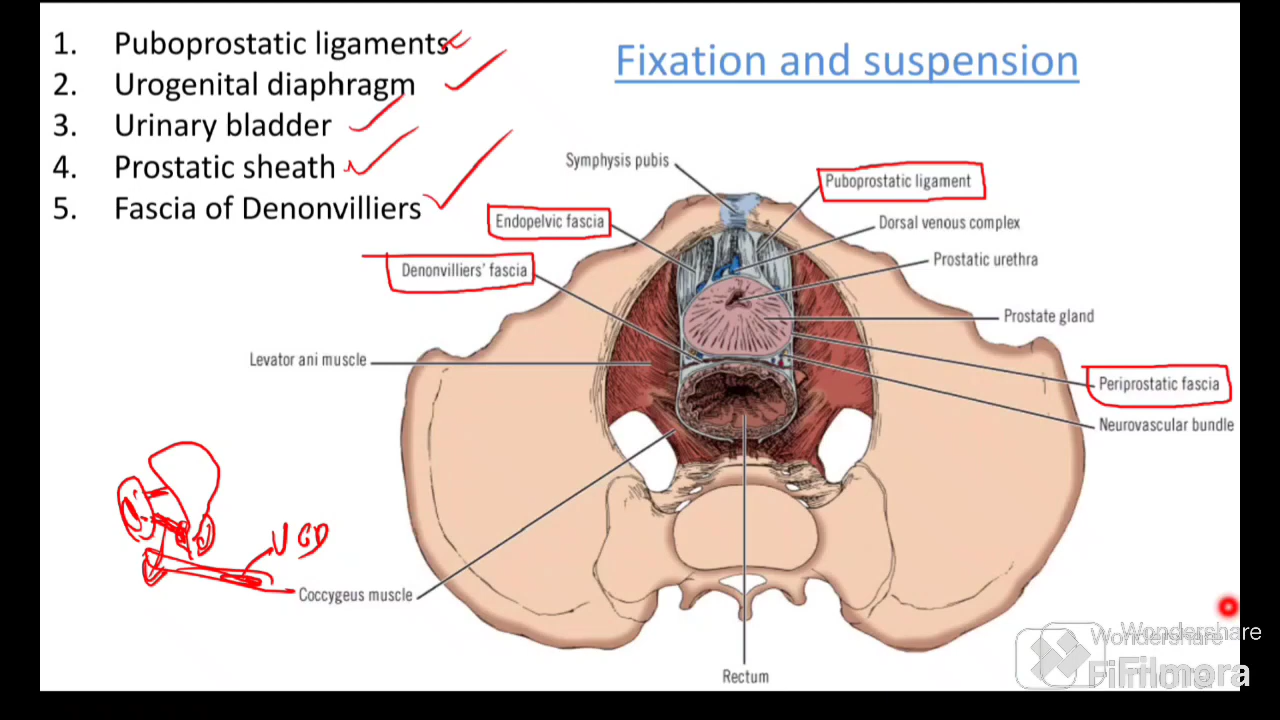 1. Puboprostatic ligaments
2. Urogenital diaphragm
3. Urinary bladder
4. Prostatic sheath
5. Fascia of Denonvilliers
Fixation and suspension
Symphysis pubis
Puboprostatic ligament
Endopelvic fascia
Dorsal venous complex
Denonvilliers' fascia
Prostatic urethra
Prostate gland
Levator ani muscle
Periprostatic fascia
Neurovascular bundle
UGD
Coccygeus muscle
Rectum
Wondershare
Wondershare
Filmora
Filmora